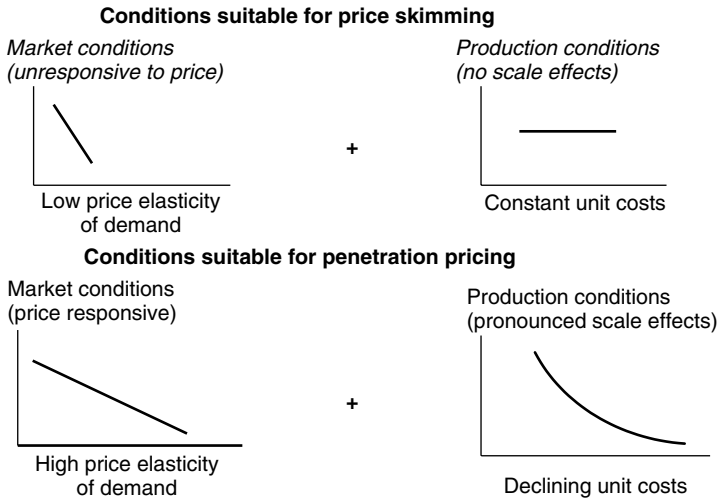 Conditions suitable for price skimming
Market conditions
(unresponsive to price)
Production conditions
(no scale effects)
+
Low price elasticity
of demand
Constant unit costs
Conditions suitable for penetration pricing
Market conditions
(price responsive)
Production conditions
(pronounced scale effects)
+
High price elasticity
of demand
Declining unit costs